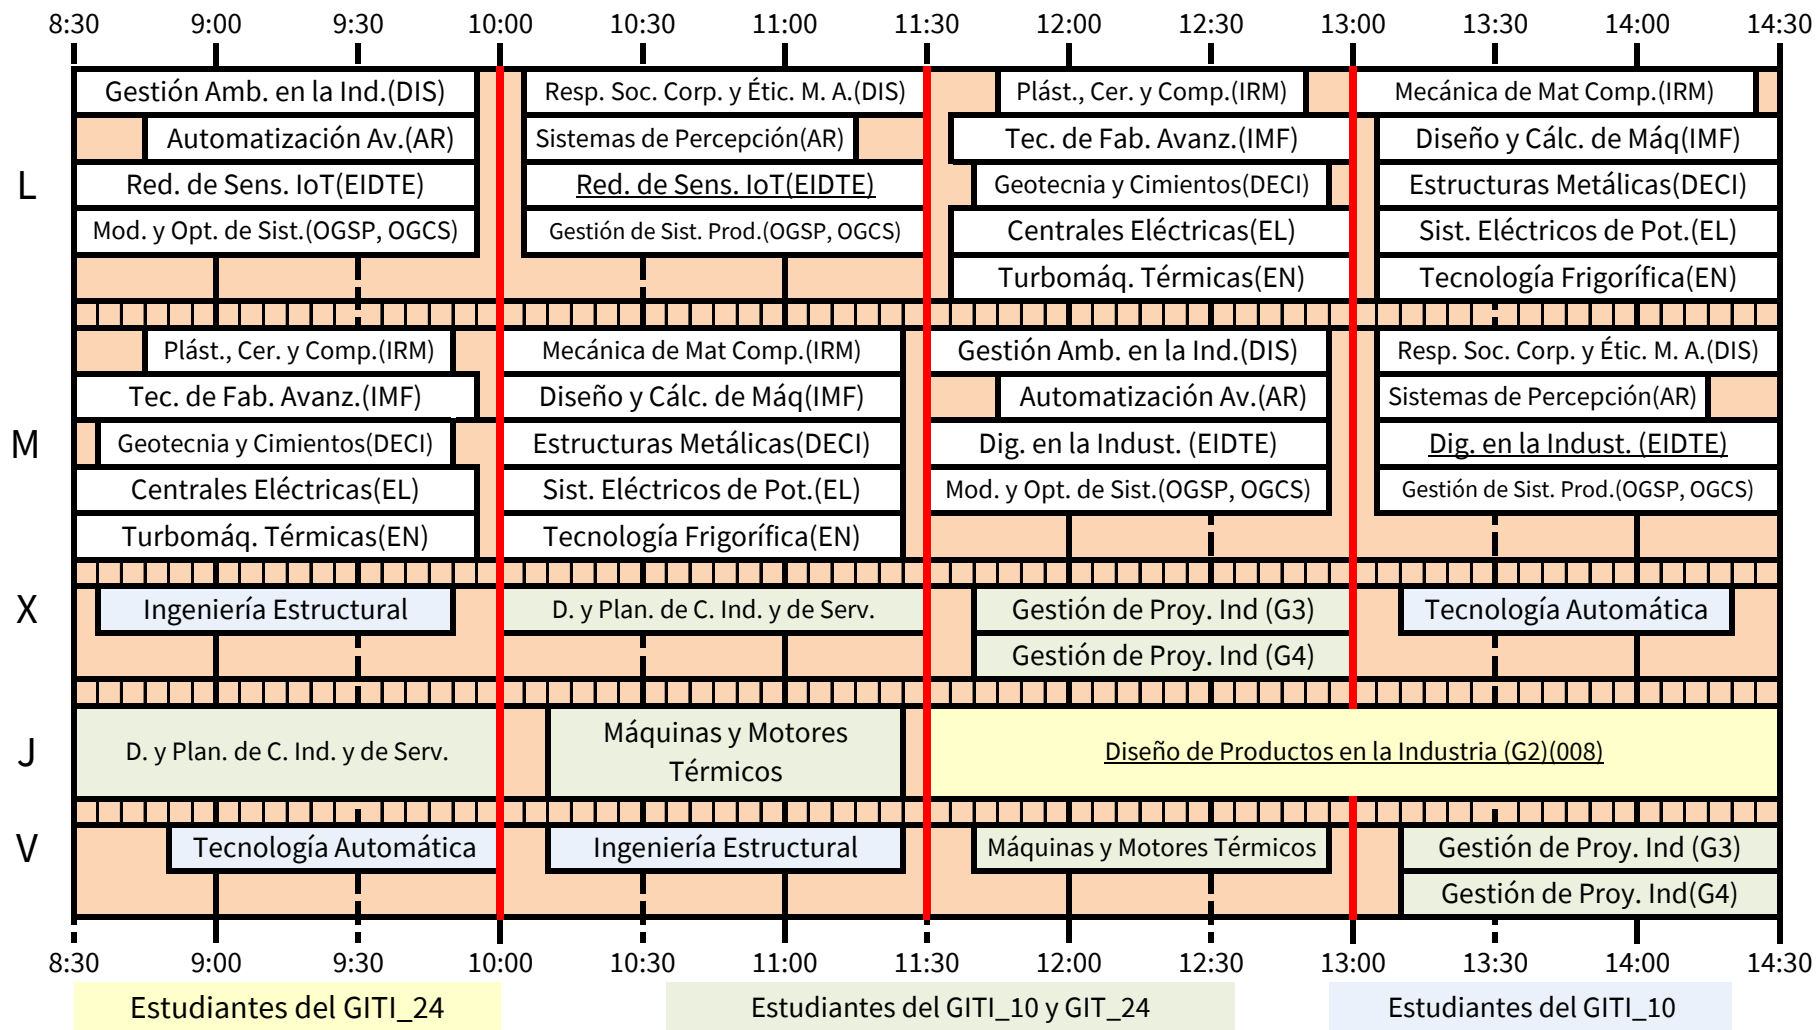 8:30 9:00 9:30 10:00 10:30 11:00 11:30 12:00 12:30 13:00 13:30 14:00 14:30
L
Gestión Amb. en la Ind.(DIS) Resp. Soc. Corp. y Étic. M. A.(DIS) Plást., Cer. y Comp.(IRM) Mecánica de Mat Comp.(IRM)
Automatización Av.(AR) Sistemas de Percepción(AR) Tec. de Fab. Avanz.(IMF) Diseño y Cálc. de Máq(IMF)
Red. de Sens. IoT(EIDTE) Red. de Sens. IoT(EIDTE) Geotecnia y Cimientos(DECI) Estructuras Metálicas(DECI)
Mod. y Opt. de Sist.(OGSP, OGCS) Gestión de Sist. Prod.(OGSP, OGCS) Centrales Eléctricas(EL) Sist. Eléctricos de Pot.(EL)
Turbomáq. Térmicas(EN) Tecnología Frigorífica(EN)
M
Plást., Cer. y Comp.(IRM) Mecánica de Mat Comp.(IRM) Gestión Amb. en la Ind.(DIS) Resp. Soc. Corp. y Étic. M. A.(DIS)
Tec. de Fab. Avanz.(IMF) Diseño y Cálc. de Máq(IMF) Automatización Av.(AR) Sistemas de Percepción(AR)
Geotecnia y Cimientos(DECI) Estructuras Metálicas(DECI) Dig. en la Indust. (EIDTE) Dig. en la Indust. (EIDTE)
Centrales Eléctricas(EL) Sist. Eléctricos de Pot.(EL) Mod. y Opt. de Sist.(OGSP, OGCS) Gestión de Sist. Prod.(OGSP, OGCS)
Turbomáq. Térmicas(EN) Tecnología Frigorífica(EN)
X
Ingeniería Estructural D. y Plan. de C. Ind. y de Serv. Gestión de Proy. Ind (G3) Tecnología Automática
Gestión de Proy. Ind (G4)
J
D. y Plan. de C. Ind. y de Serv. Máquinas y Motores
Térmicos
Diseño de Productos en la Industria (G2)(008)
V
Tecnología Automática Ingeniería Estructural Máquinas y Motores Térmicos Gestión de Proy. Ind (G3)
Gestión de Proy. Ind(G4)
8:30 9:00 9:30 10:00 10:30 11:00 11:30 12:00 12:30 13:00 13:30 14:00 14:30
Estudiantes del GITI_24 Estudiantes del GITI_10 y GIT_24 Estudiantes del GITI_10